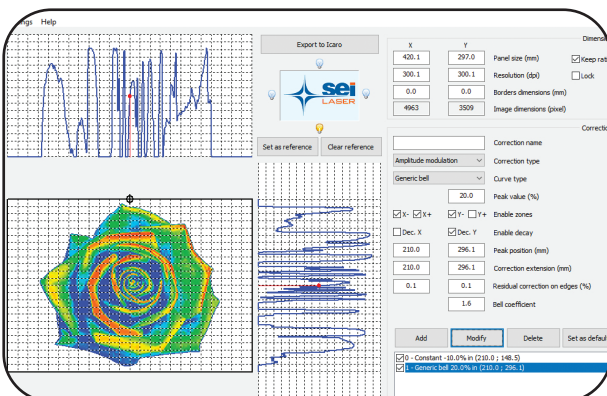 ngs Help
Export to Icaro
sei
LASER
Set as reference Clear reference
Dimensio
X Y
420.1 297.0 Panel size (mm) Keep rati
300.1 300.1 Resolution (dpi) Lock
0.0 0.0 Borders dimensions (mm)
4963 3509 Image dimensions (pixel)
Correctio
Correction name
Amplitude modulation Correction type
Generic bell Curve type
20.0 Peak value (%)
X- X+ Y- Y+ Enable zones
Dec. X Dec. Y Enable decay
210.0 296.1 Peak position (mm)
210.0 296.1 Correction extension (mm)
0.1 0.1 Residual correction on edges (%)
1.6 Bell coefficient
Add Modify Delete Set as default
0 - Constant -10.0% in (210.0 ; 148.5)
1 - Generic bell 20.0% in (210.0 ; 296.1)